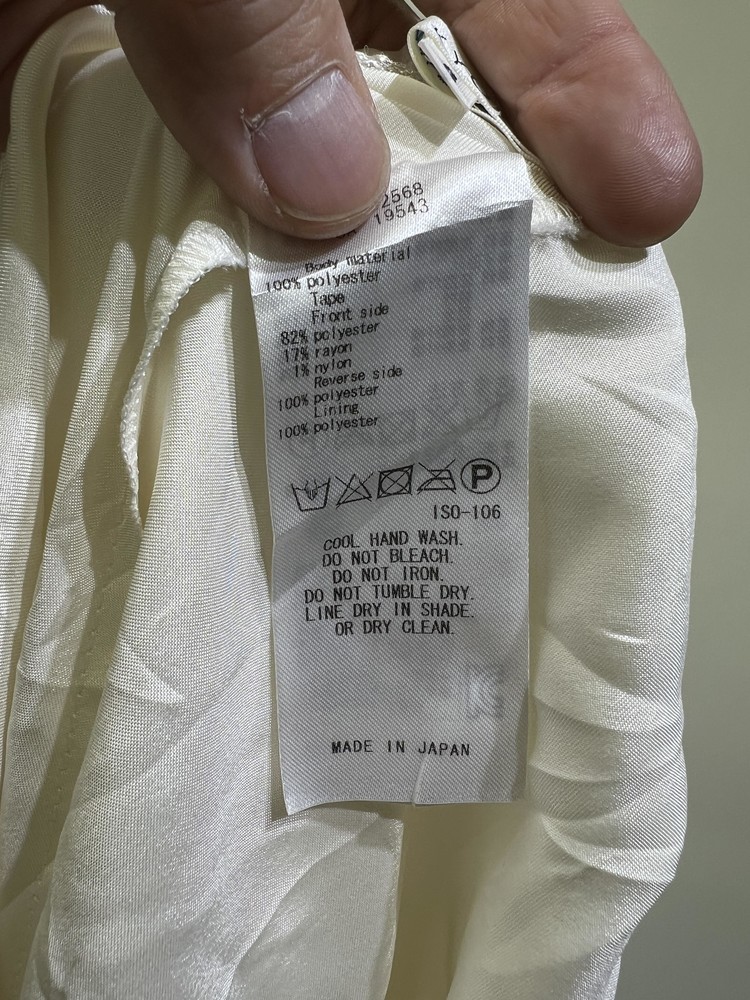 2568
19543
Body material
100% polyester
Tape
Front side
82% polyester
17% rayon
1% nylon
Reverse side
100% polyester
Lining
100% polyester
P
ISO-106
COOL HAND WASH.
DO NOT BLEACH.
DO NOT IRON.
DO NOT TUMBLE DRY.
LINE DRY IN SHADE.
OR DRY CLEAN.
MADE IN JAPAN